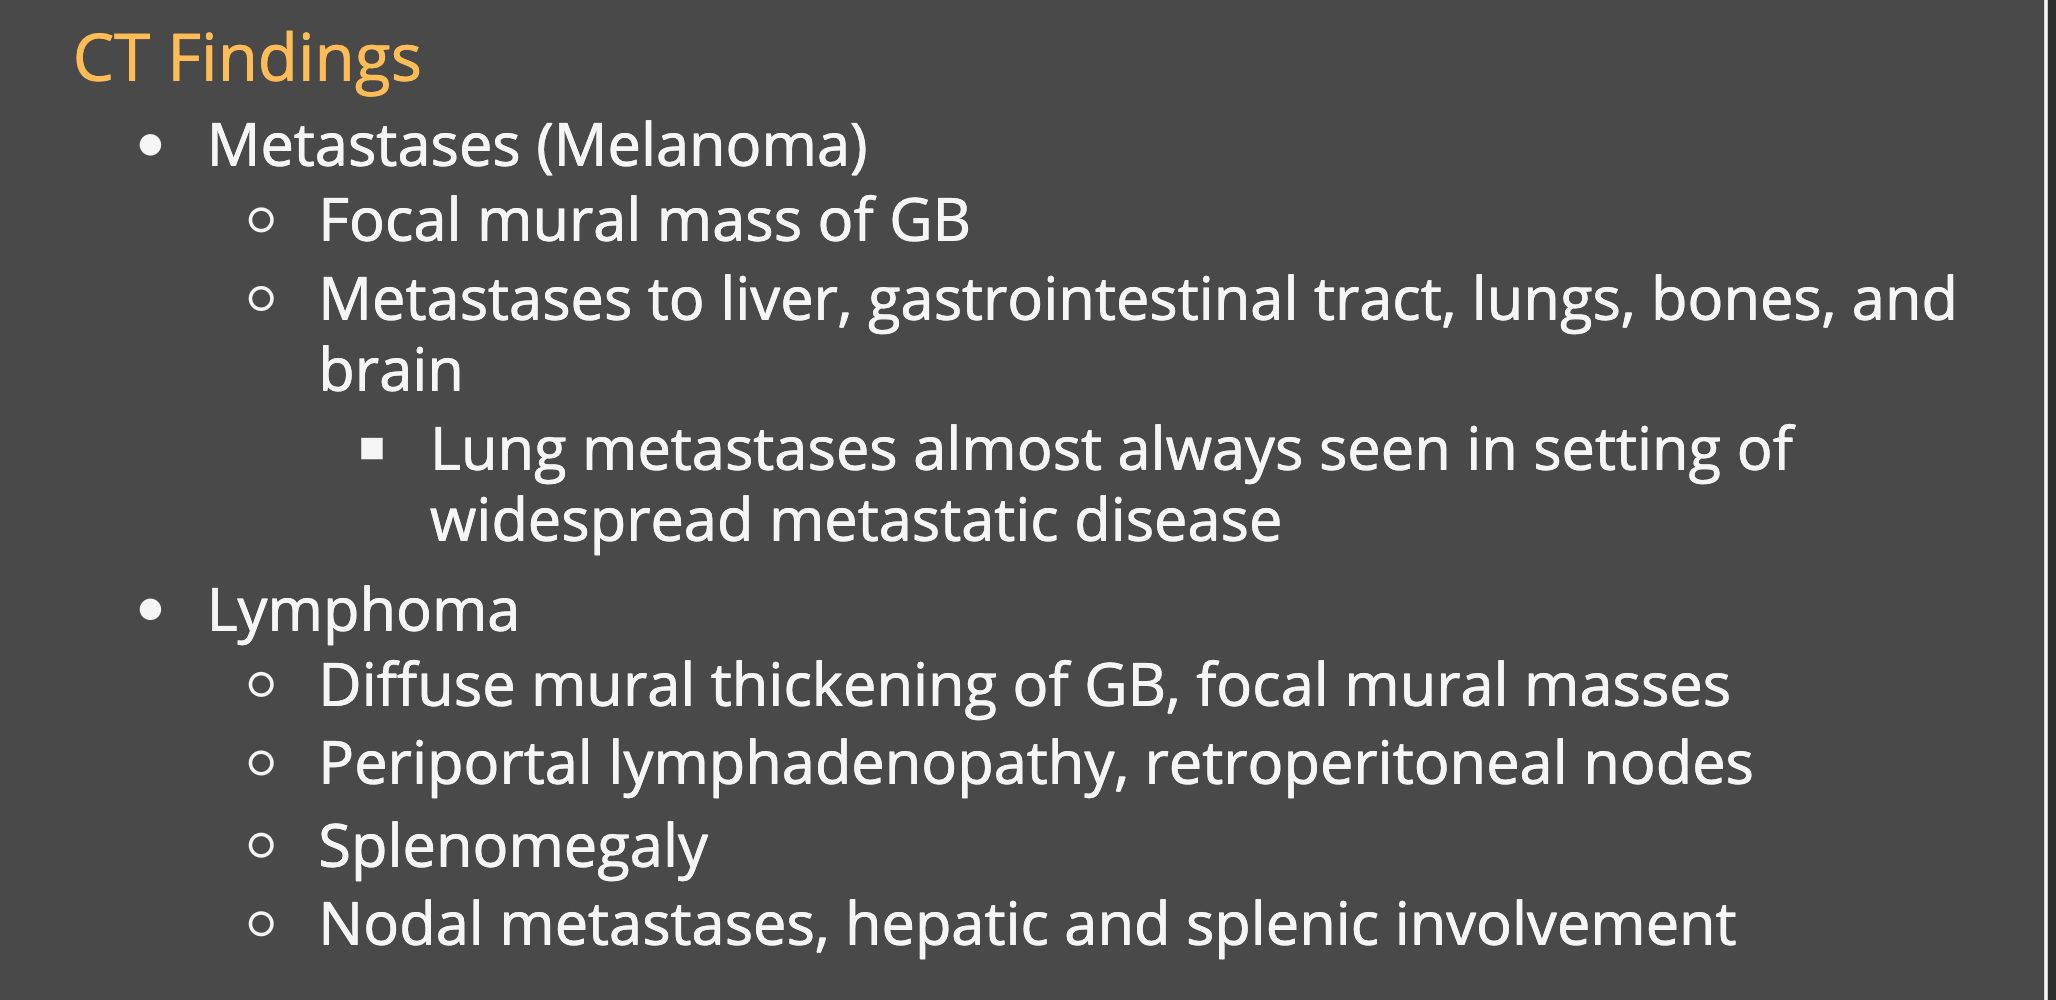 CT Findings
Metastases (Melanoma)
Focal mural mass of GB
Metastases to liver, gastrointestinal tract, lungs, bones, and
brain
Lung metastases almost always seen in setting of
widespread metastatic disease
Lymphoma
Diffuse mural thickening of GB, focal mural masses
Periportal lymphadenopathy, retroperitoneal nodes
Splenomegaly
Nodal metastases, hepatic and splenic involvement